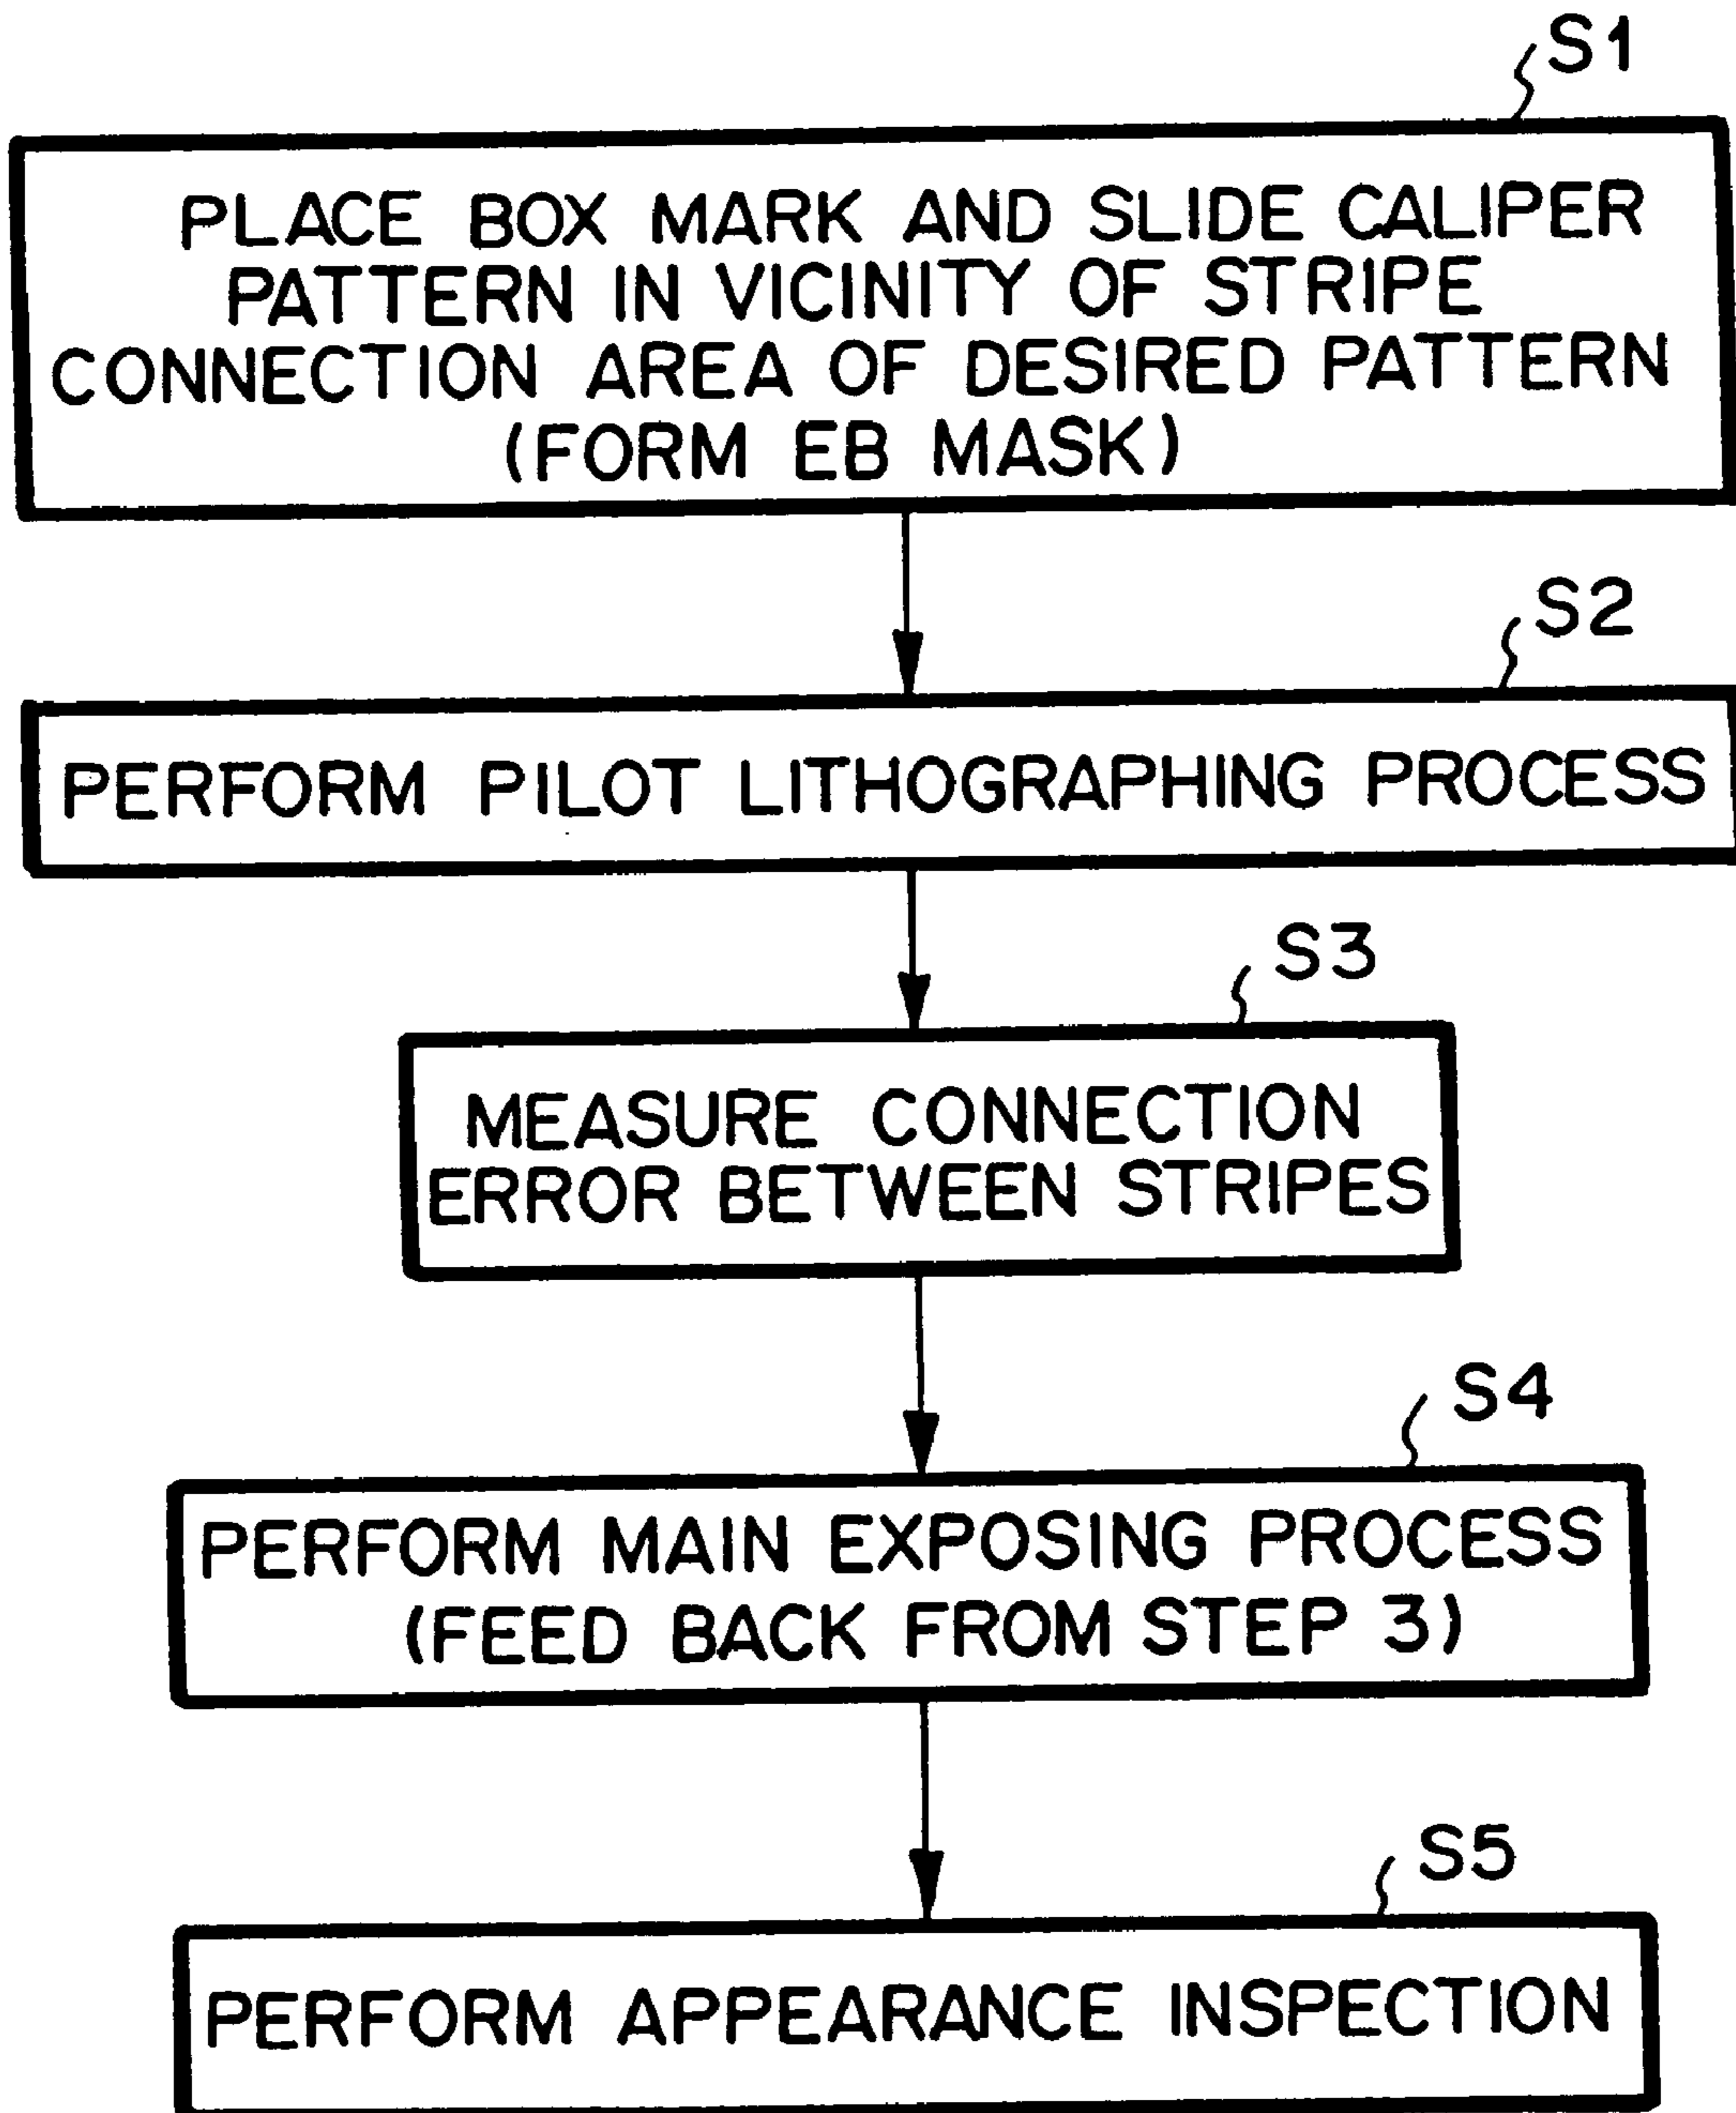 S1
PLACE BOX MARK AND SLIDE CALIPER
PATTERN IN VICINITY OF STRIPE
CONNECTION AREA OF DESIRED PATTERN
(FORM EB MASK)
S2
PERFORM PILOT LITHOGRAPHING PROCESS
S3
MEASURE CONNECTION
ERROR BETWEEN STRIPES
S4
PERFORM MAIN EXPOSING PROCESS
(FEED BACK FROM STEP 3)
S5
PERFORM APPEARANCE INSPECTION